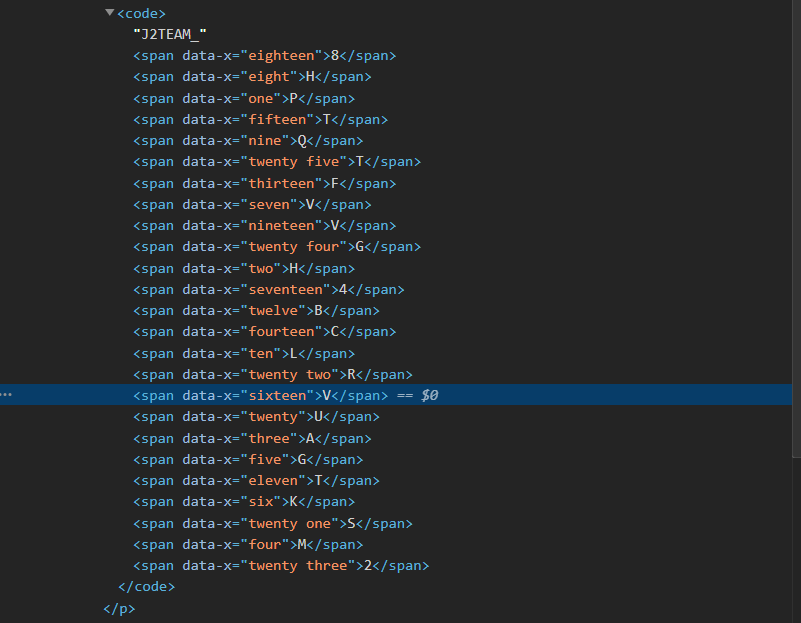 ▼<code>
"J2TEAM_"
<span data-x="eighteen">8</span>
<span data-x="eight">H</span>
<span data-x="one">P</span>
<span data-x="fifteen">T</span>
<span data-x="nine">Q</span>
<span data-x="twenty five">T</span>
<span data-x="thirteen">F</span>
<span data-x="seven">V</span>
<span data-x="nineteen">V</span>
<span data-x="twenty four">G</span>
<span data-x="two">H</span>
<span data-x="seventeen">4</span>
<span data-x="twelve">B</span>
<span data-x="fourteen">C</span>
<span data-x="ten">L</span>
<span data-x="twenty two">R</span>
… <span data-x="sixteen">V</span> == $0
<span data-x="twenty">U</span>
<span data-x="three">A</span>
<span data-x="five">G</span>
<span data-x="eleven">T</span>
<span data-x="six">K</span>
<span data-x="twenty one">S</span>
<span data-x="four">M</span>
<span data-x="twenty three">2</span>
</code>
</p>